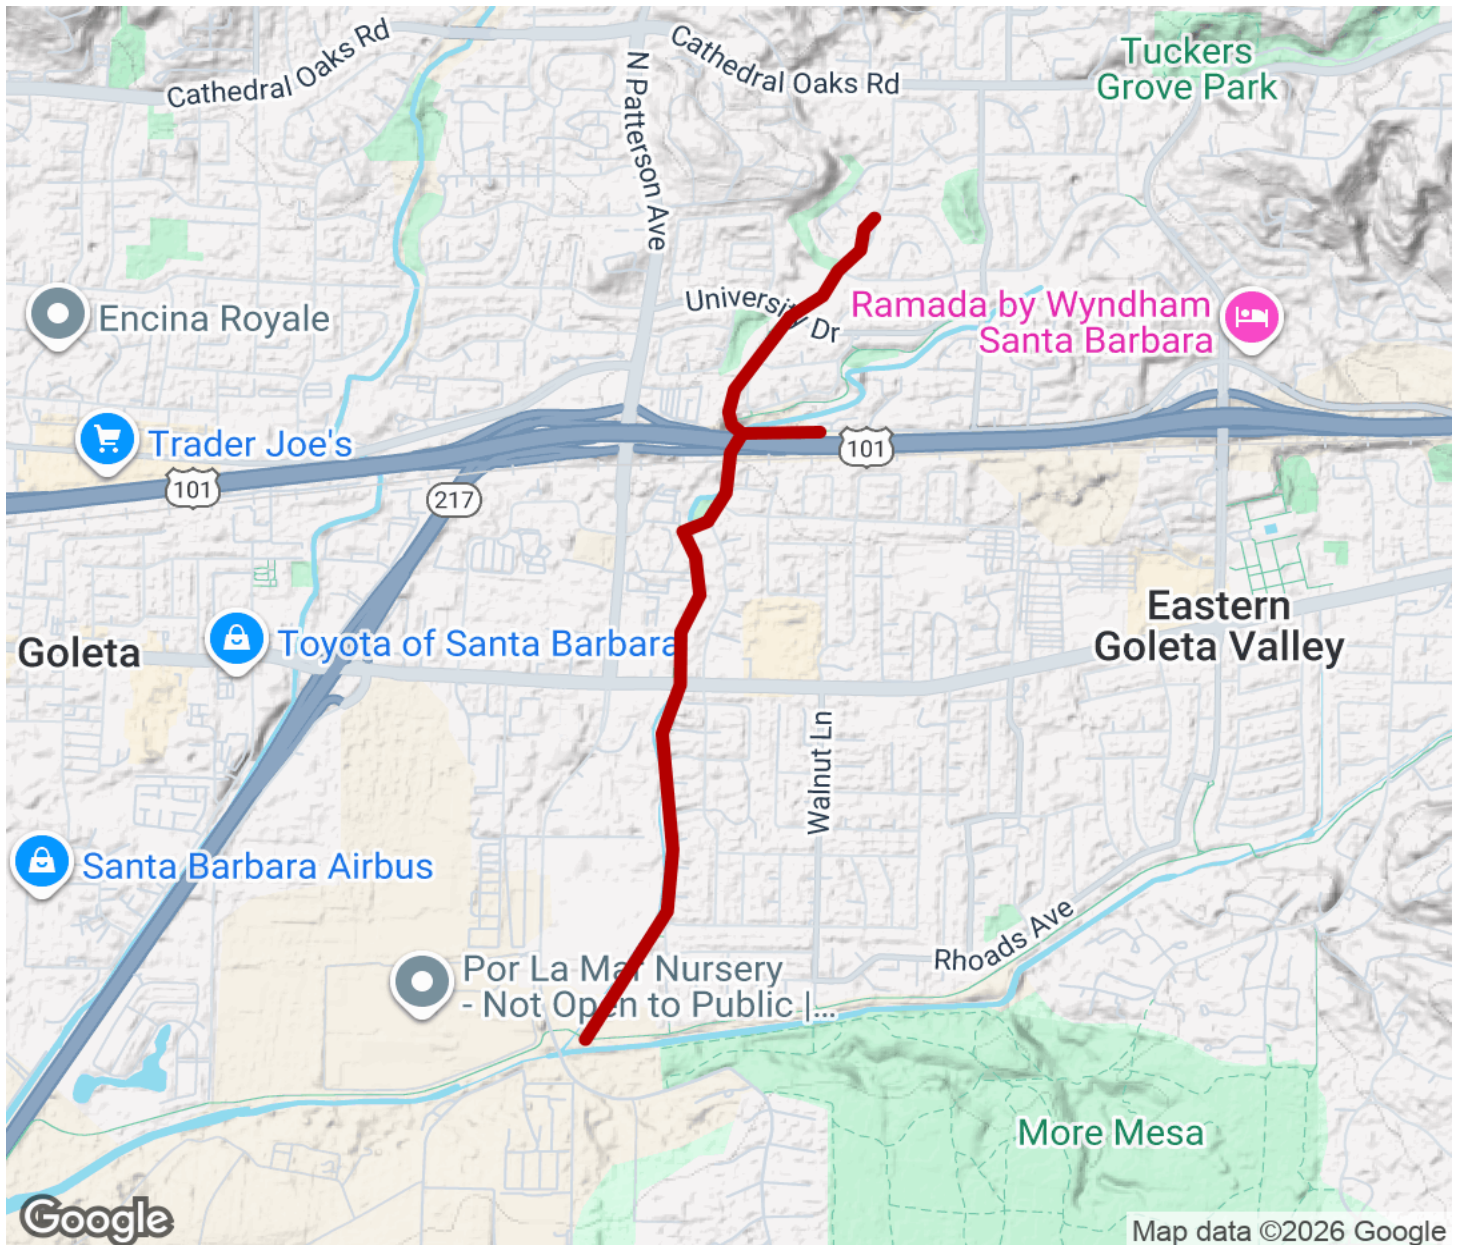 Cathedral Oaks Rd
Cathedral Oaks Rd
Tuckers
Grove Park
N Patterson Ave
University Dr
Ramada by Wyndham
Santa Barbara
Encina Royale
Trader Joe's
101
101
217
Eastern
Goleta Valley
Goleta
Toyota of Santa Barbara
Walnut Ln
Santa Barbara Airbus
Rhoads Ave
Por La Mar Nursery
- Not Open to Public |...
More Mesa
Google
Map data ©2026 Google